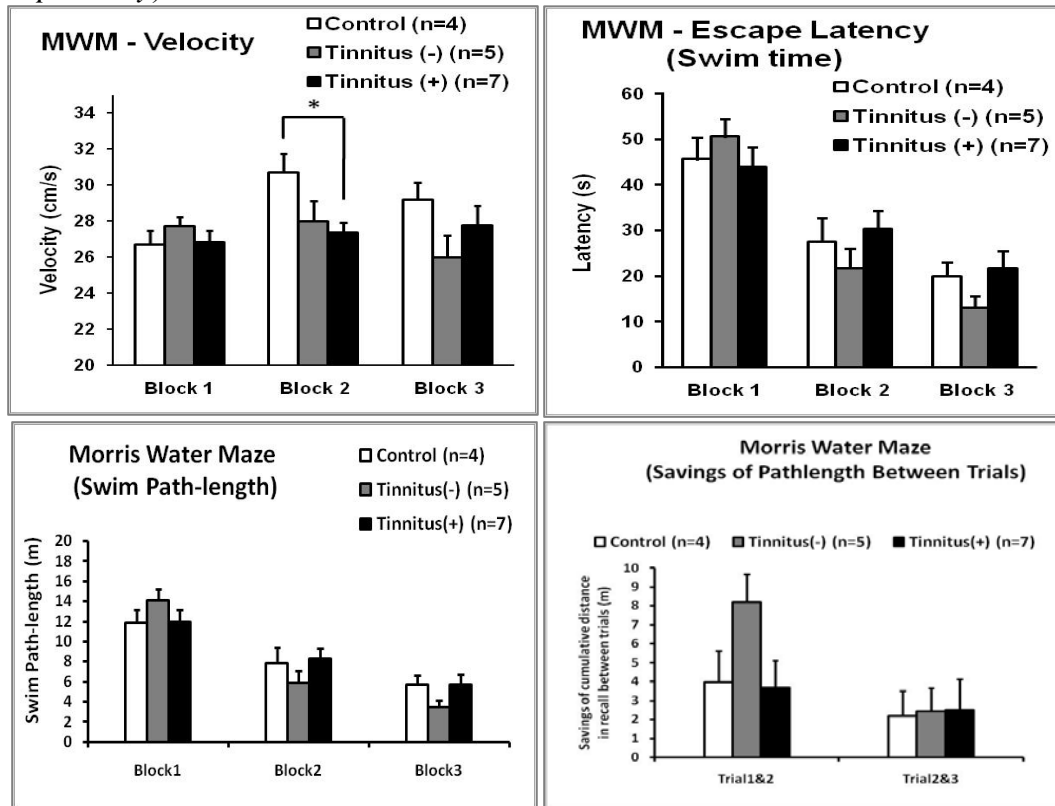 MWM - Velocity
Control (n=4)
Tinnitus (-) (n=5)
Tinnitus (+) (n=7)
*
Velocity (cm/s)
34
32
30
28
26
24
22
20
Block 1
Block 2
Block 3
MWM - Escape Latency
(Swim time)
Control (n=4)
Tinnitus (-) (n=5)
Tinnitus (+) (n=7)
Latency (s)
60
50
40
30
20
10
0
Block 1
Block 2
Block 3
Morris Water Maze
(Swim Path-length)
Control (n=4)
Tinnitus(-) (n=5)
Tinnitus(+) (n=7)
Swim Path-length (m)
20
18
16
14
12
10
8
6
4
2
0
Block1
Block2
Block3
Morris Water Maze
(Savings of Pathlength Between Trials)
Control (n=4)
Tinnitus(-) (n=5)
Tinnitus(+) (n=7)
Savings of cumulative distance
in recall between trials (m)
10
9
8
7
6
5
4
3
2
1
0
Trial1&2
Trial2&3